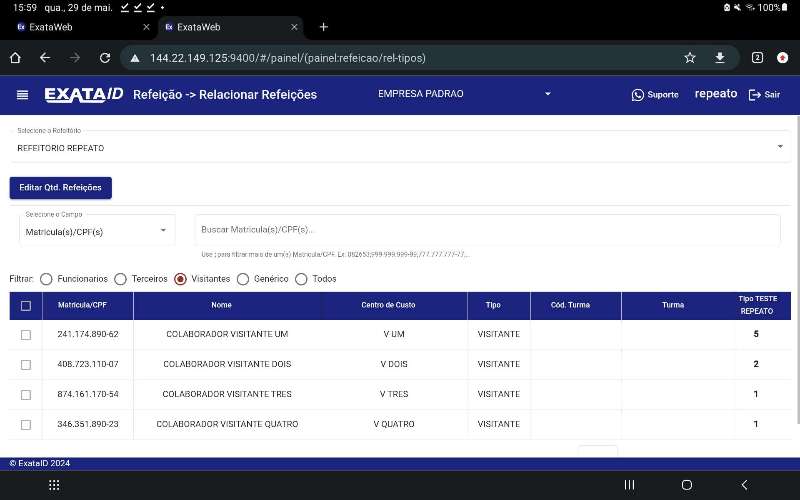 15:59 qua., 29 de mai. 100%
Ex ExataWeb
Ex ExataWeb
144.22.149.125:9400/#/painel/(painel:refeicao/rel-tipos)
2
EXATA ID Refeição -> Relacionar Refeições EMPRESA PADRAO Suporte repeato Sair
Selecione o Refeitório
REFEITORIO REPEATO
Editar Qtd. Refeições
Selecione o Campo
Matricula(s)/CPF(s)
Buscar Matricula(s)/CPF(s)...
Use ; para filtrar mais de um(a) Matricula/CPF. Ex: 082653;999.999.999-99;777.777.777-77;...
Filtrar: Funcionarios Terceiros Visitantes Genérico Todos
Matricula/CPF Nome Centro de Custo Tipo Cód. Turma Turma Tipo TESTE REPEATO
241.174.890-62 COLABORADOR VISITANTE UM V UM VISITANTE 5
408.723.110-07 COLABORADOR VISITANTE DOIS V DOIS VISITANTE 2
874.161.170-54 COLABORADOR VISITANTE TRES V TRES VISITANTE 1
346.351.890-23 COLABORADOR VISITANTE QUATRO V QUATRO VISITANTE 1
© ExataID 2024